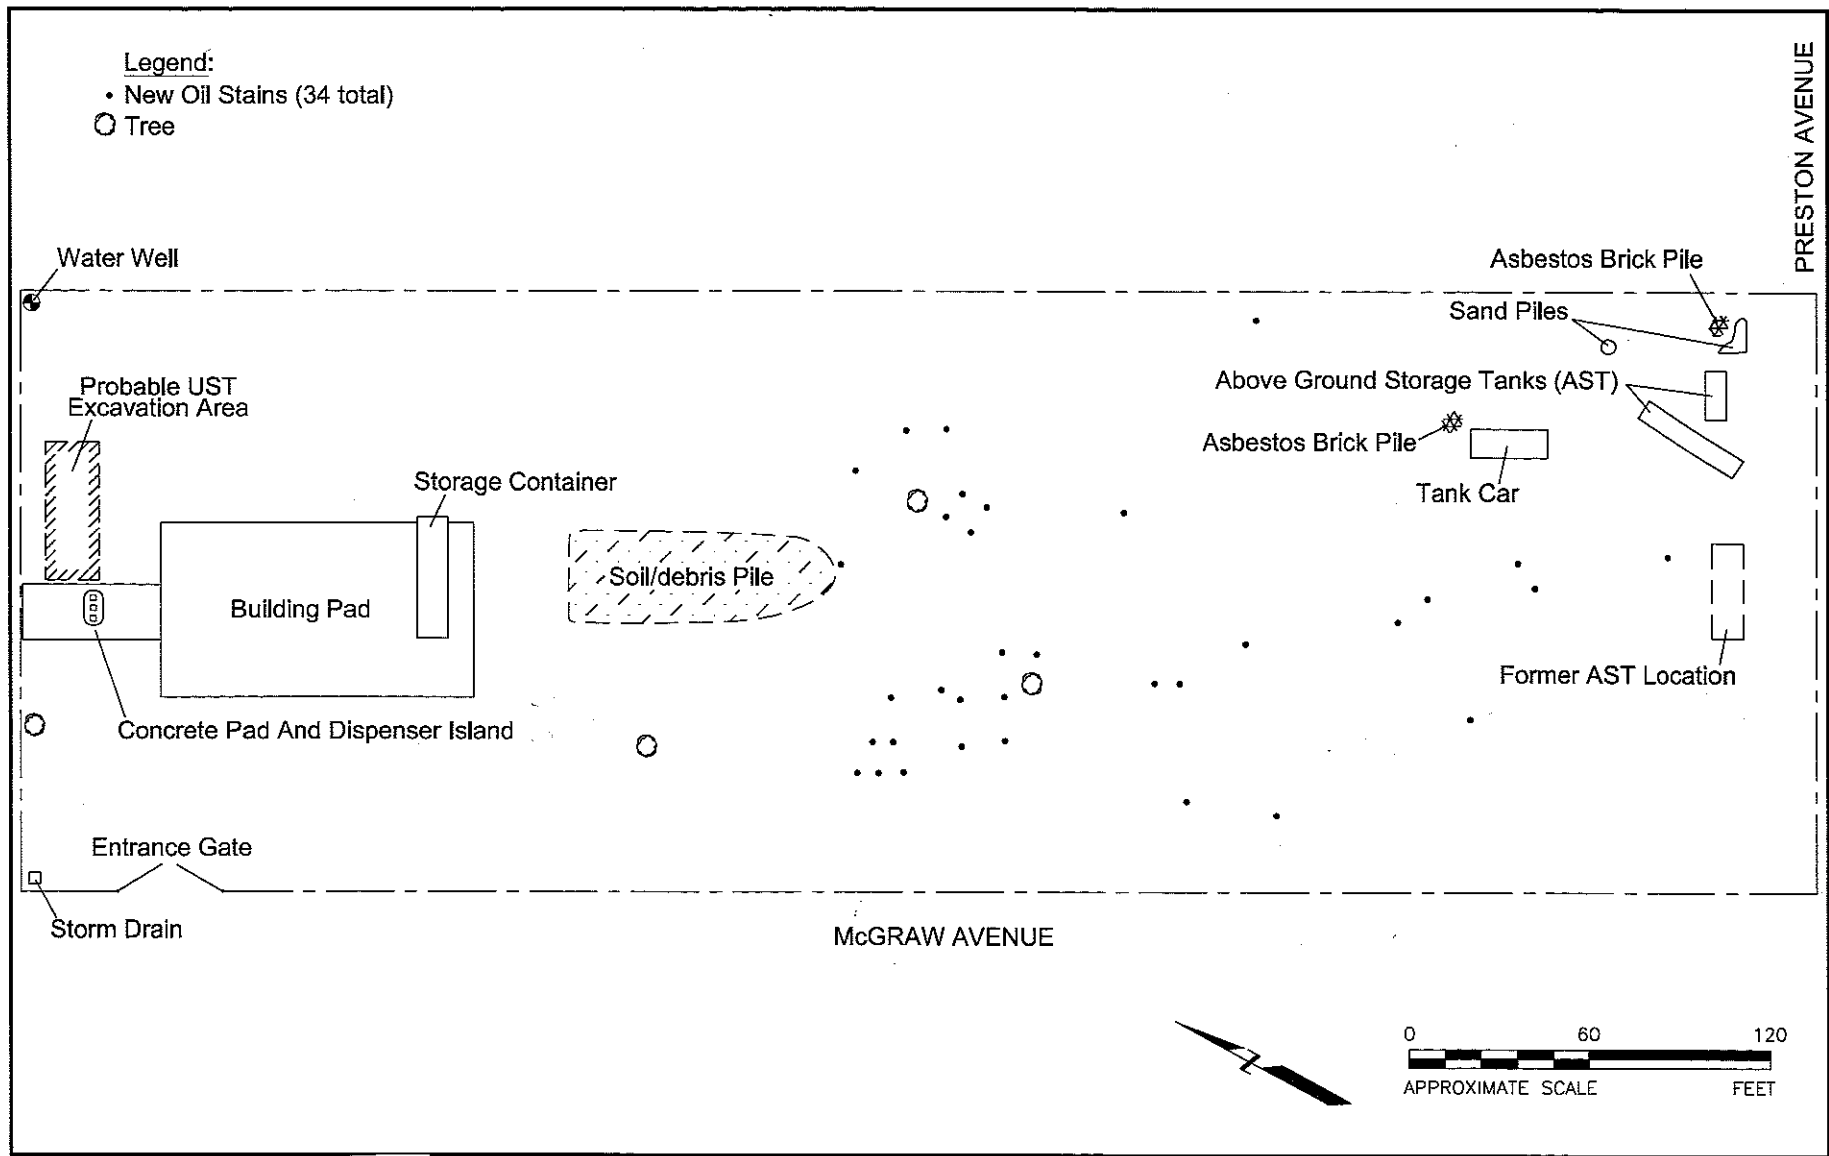 Legend:
New Oil Stains (34 total)
Tree
PRESTON AVENUE
Water Well
Asbestos Brick Pile
Sand Piles
Probable UST
Excavation Area
Above Ground Storage Tanks (AST)
Asbestos Brick Pile
Storage Container
Tank Car
Soil/debris Pile
Building Pad
Former AST Location
Concrete Pad And Dispenser Island
Entrance Gate
Storm Drain
McGRAW AVENUE
Z
0 60 120
APPROXIMATE SCALE FEET